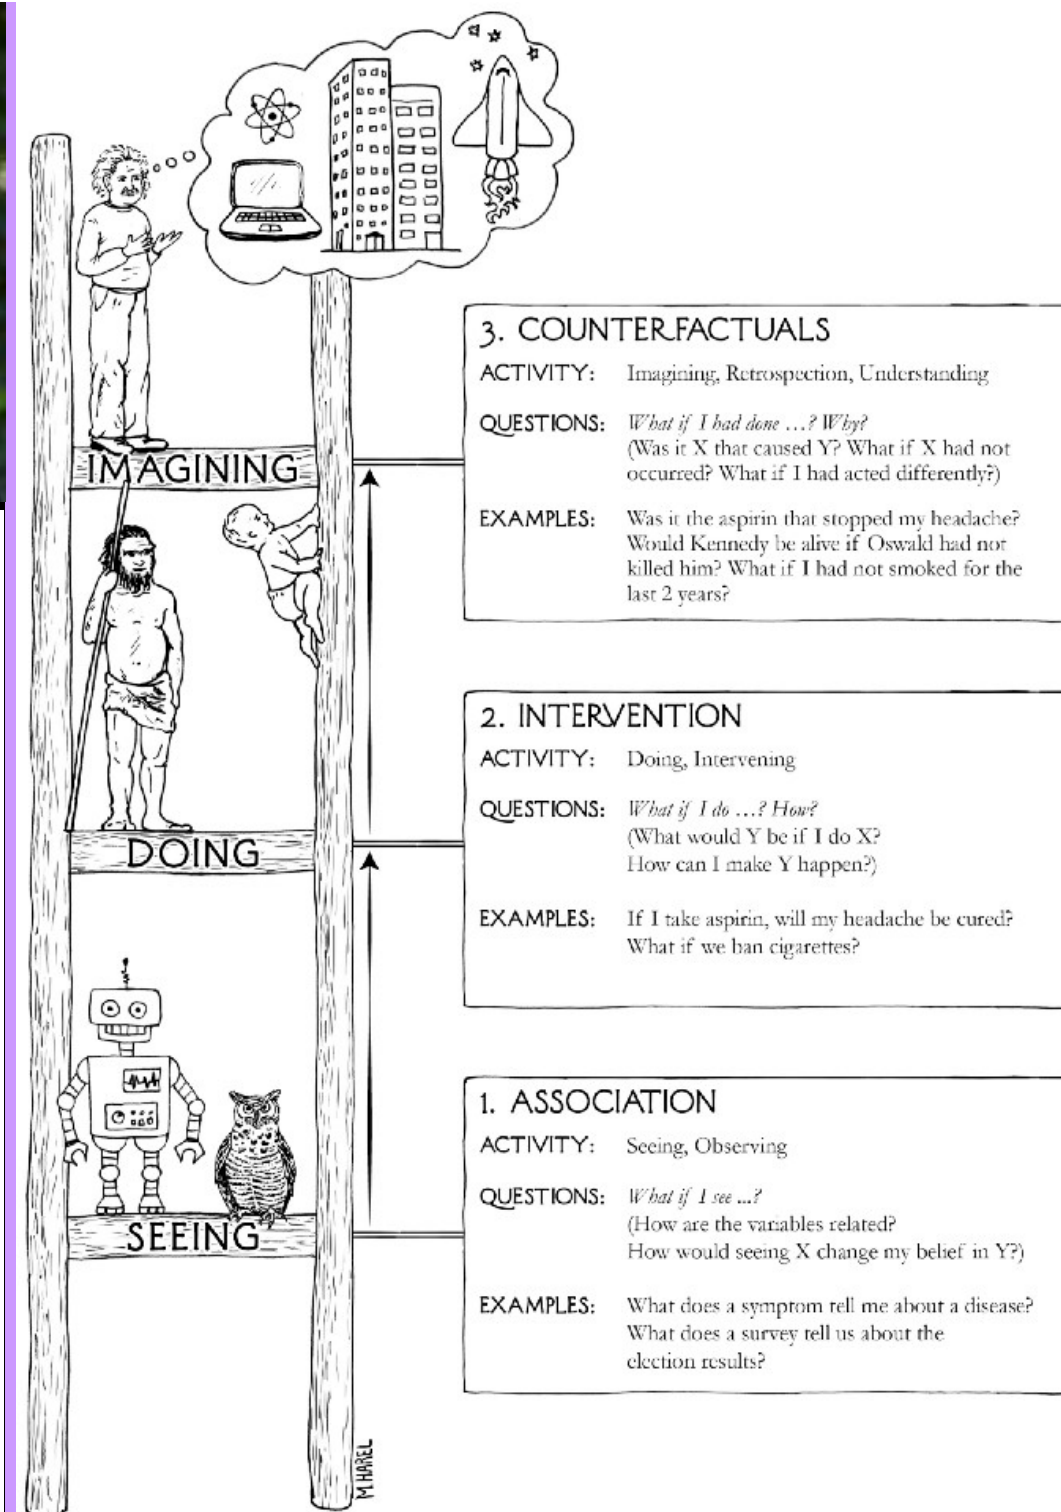 3. COUNTERFACTUALS
ACTIVITY: Imagining, Retrospection, Understanding
QUESTIONS: What if I had done …? Why?
(Was it X that caused Y? What if X had not
occurred? What if I had acted differently?)
EXAMPLES: Was it the aspirin that stopped my headache?
Would Kennedy be alive if Oswald had not
killed him? What if I had not smoked for the
last 2 years?
IMAGINING
2. INTERVENTION
ACTIVITY: Doing, Intervening
QUESTIONS: What if I do …? How?
(What would Y be if I do X?
How can I make Y happen?)
EXAMPLES: If I take aspirin, will my headache be cured?
What if we ban cigarettes?
DOING
1. ASSOCIATION
ACTIVITY: Seeing, Observing
QUESTIONS: What if I see ...?
(How are the variables related?
How would seeing X change my belief in Y?)
EXAMPLES: What does a symptom tell me about a disease?
What does a survey tell us about the
election results?
SEEING
M.HAREL